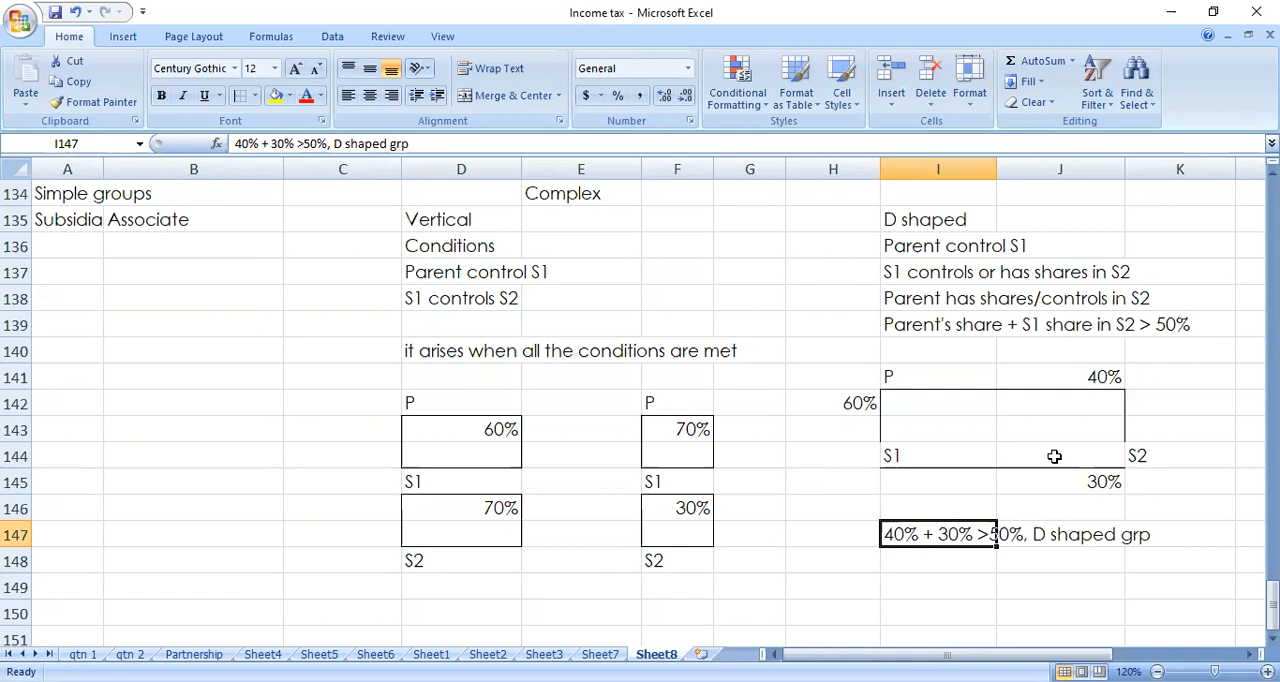 Income tax - Microsoft Excel
Home Insert Page Layout Formulas Data Review View
Paste Cut Copy Format Painter
Clipboard
Century Gothic 12
B I U
Font
Wrap Text
Merge & Center
Alignment
General
$ % ,
Number
Conditional Formatting Format as Table Cell Styles
Styles
Insert Delete Format
Cells
Σ AutoSum Fill Clear
Sort & Filter Find & Select
Editing
I147 fx 40% + 30% >50%, D shaped grp
A B C D E F G H I J K
134 Simple groups Complex
135 Subsidia Associate Vertical D shaped
136 Conditions Parent control S1
137 Parent control S1 S1 controls or has shares in S2
138 S1 controls S2 Parent has shares/controls in S2
139 Parent's share + S1 share in S2 > 50%
140 it arises when all the conditions are met
141 P 40%
142 P P 60%
143 60% 70%
144 S1 S2
145 S1 S1 30%
146 70% 30%
147 40% + 30% >50%, D shaped grp
148 S2 S2
149
150
151
qtn 1 qtn 2 Partnership Sheet4 Sheet5 Sheet6 Sheet1 Sheet2 Sheet3 Sheet7 Sheet8
Ready 120%